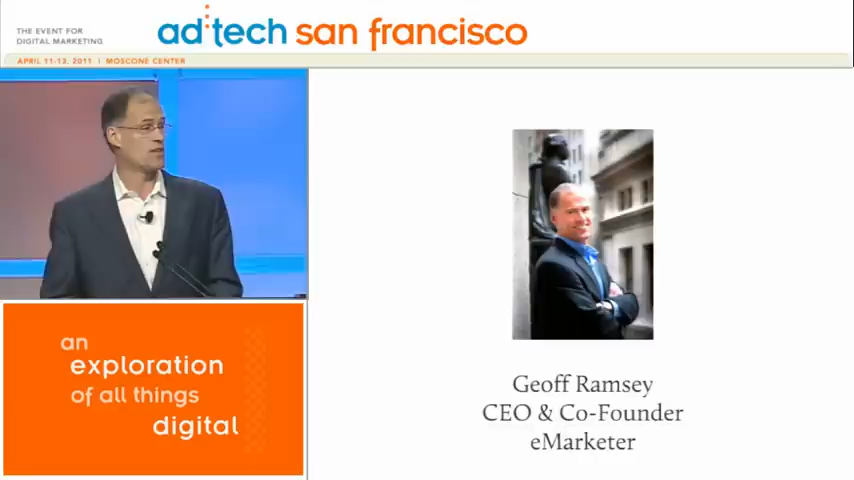 THE EVENT FOR
DIGITAL MARKETING
ad:tech san francisco
APRIL 11-13, 2011 | MOSCONE CENTER
an
exploration
of all things
digital
Geoff Ramsey
CEO & Co-Founder
eMarketer